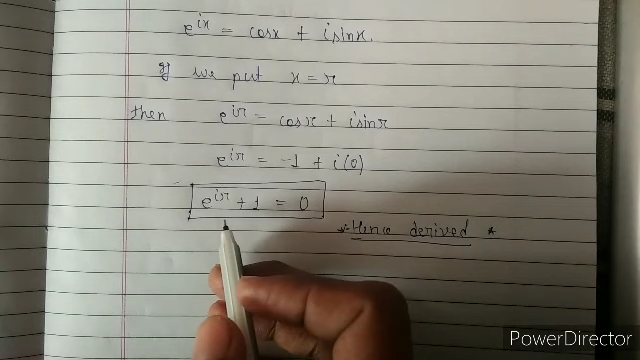 e^{ix} = cosx + isinx.
If we put x = π
then e^{iπ} = cosπ + isinπ
e^{iπ} = -1 + i(0)
e^{iπ} + 1 = 0
* Hence derived *
PowerDirector